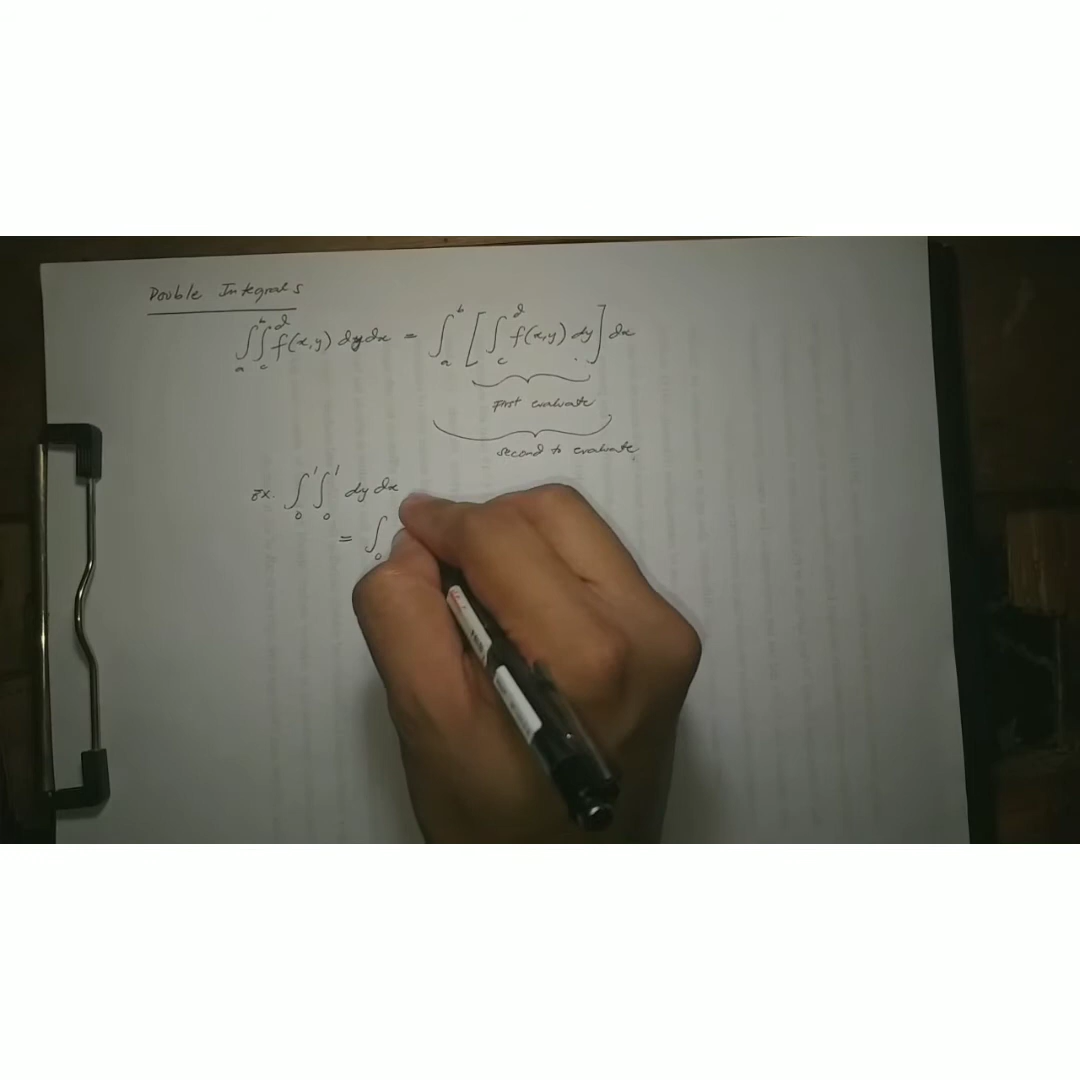 Double Integrals
∫_a^b ∫_c^d f(x,y) dy dx = ∫_a^b [ ∫_c^d f(x,y) dy ] dx
first evaluate
second to evaluate
Ex. ∫_0^1 ∫_0^1 dy dx
= ∫_0